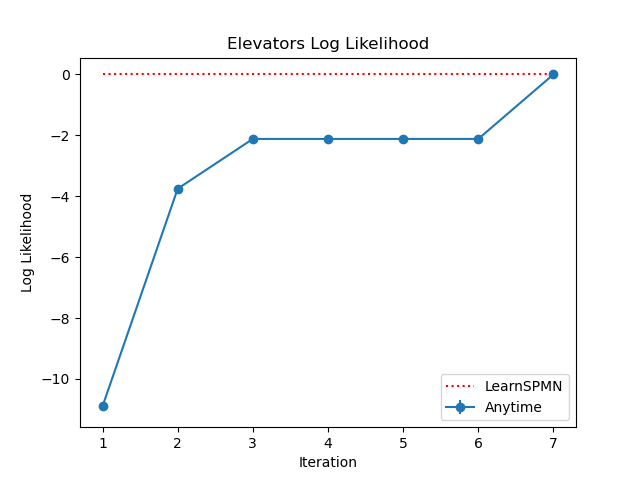 Elevators Log Likelihood
Log Likelihood
0
−2
−4
−6
−8
−10
1 2 3 4 5 6 7
Iteration
LearnSPMN
Anytime